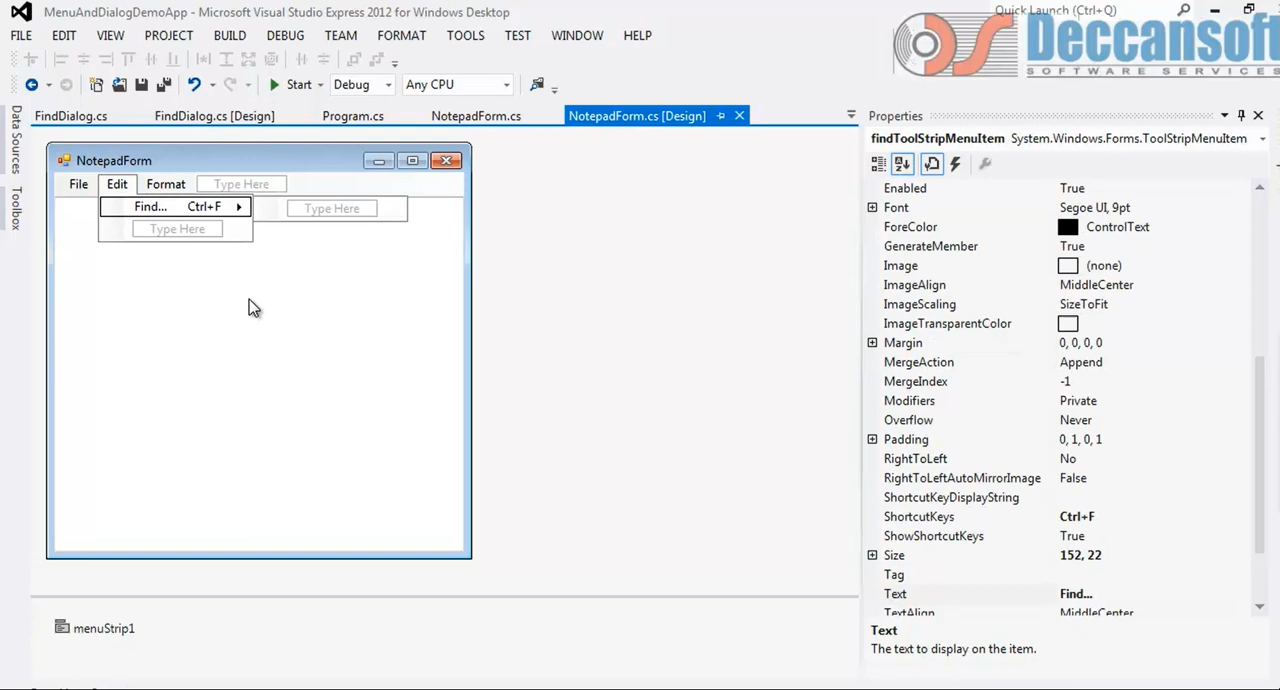 MenuAndDialogDemoApp - Microsoft Visual Studio Express 2012 for Windows Desktop
Quick Launch (Ctrl+Q)
FILE EDIT VIEW PROJECT BUILD DEBUG TEAM FORMAT TOOLS TEST WINDOW HELP
Deccansoft
SOFTWARE SERVICES
Start Debug Any CPU
FindDialog.cs FindDialog.cs [Design] Program.cs NotepadForm.cs NotepadForm.cs [Design]
Data Sources
Toolbox
NotepadForm
File Edit Format Type Here
Find... Ctrl+F Type Here
Type Here
menuStrip1
Properties
findToolStripMenuItem System.Windows.Forms.ToolStripMenuItem
Enabled True
Font Segoe UI, 9pt
ForeColor ControlText
GenerateMember True
Image (none)
ImageAlign MiddleCenter
ImageScaling SizeToFit
ImageTransparentColor
Margin 0, 0, 0, 0
MergeAction Append
MergeIndex -1
Modifiers Private
Overflow Never
Padding 0, 1, 0, 1
RightToLeft No
RightToLeftAutoMirrorImage False
ShortcutKeyDisplayString
ShortcutKeys Ctrl+F
ShowShortcutKeys True
Size 152, 22
Tag
Text Find...
TextAlign MiddleCenter
Text
The text to display on the item.